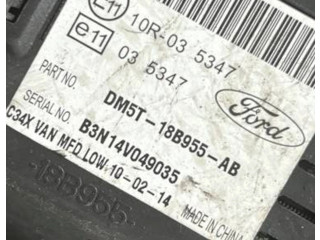 E11 10R-03 5347
e11 03 5347
PART NO. DM5T-18B955-AB
Ford
SERIAL NO. B3N14V049035
C34X VAN MFD LOW 10-02-14
MADE IN
-18B955-